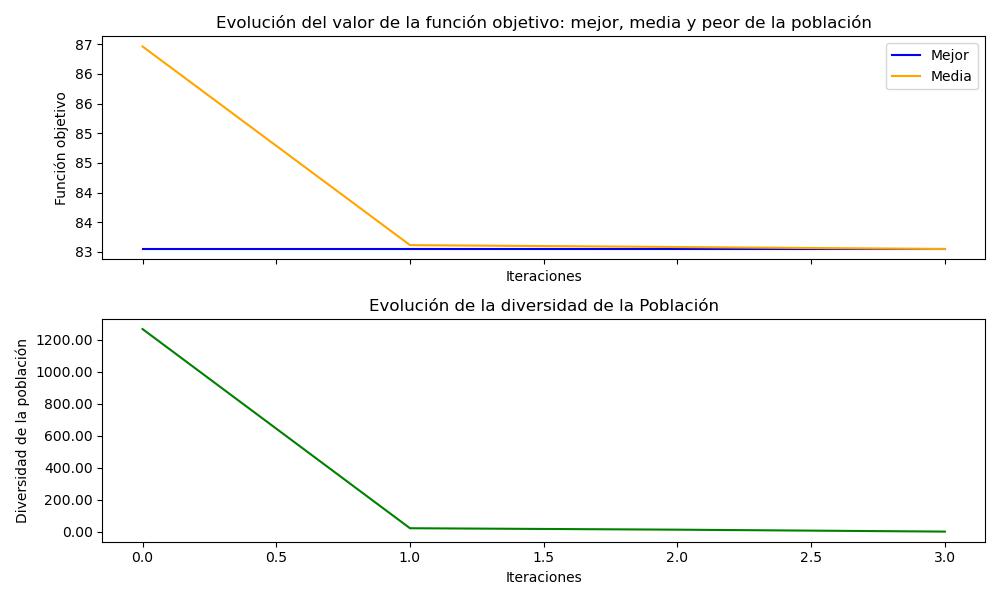 Evolución del valor de la función objetivo: mejor, media y peor de la población
Función objetivo
87
86
86
85
85
84
84
83
Mejor
Media
Iteraciones
Evolución de la diversidad de la Población
Diversidad de la población
1200.00
1000.00
800.00
600.00
400.00
200.00
0.00
0.0 0.5 1.0 1.5 2.0 2.5 3.0
Iteraciones